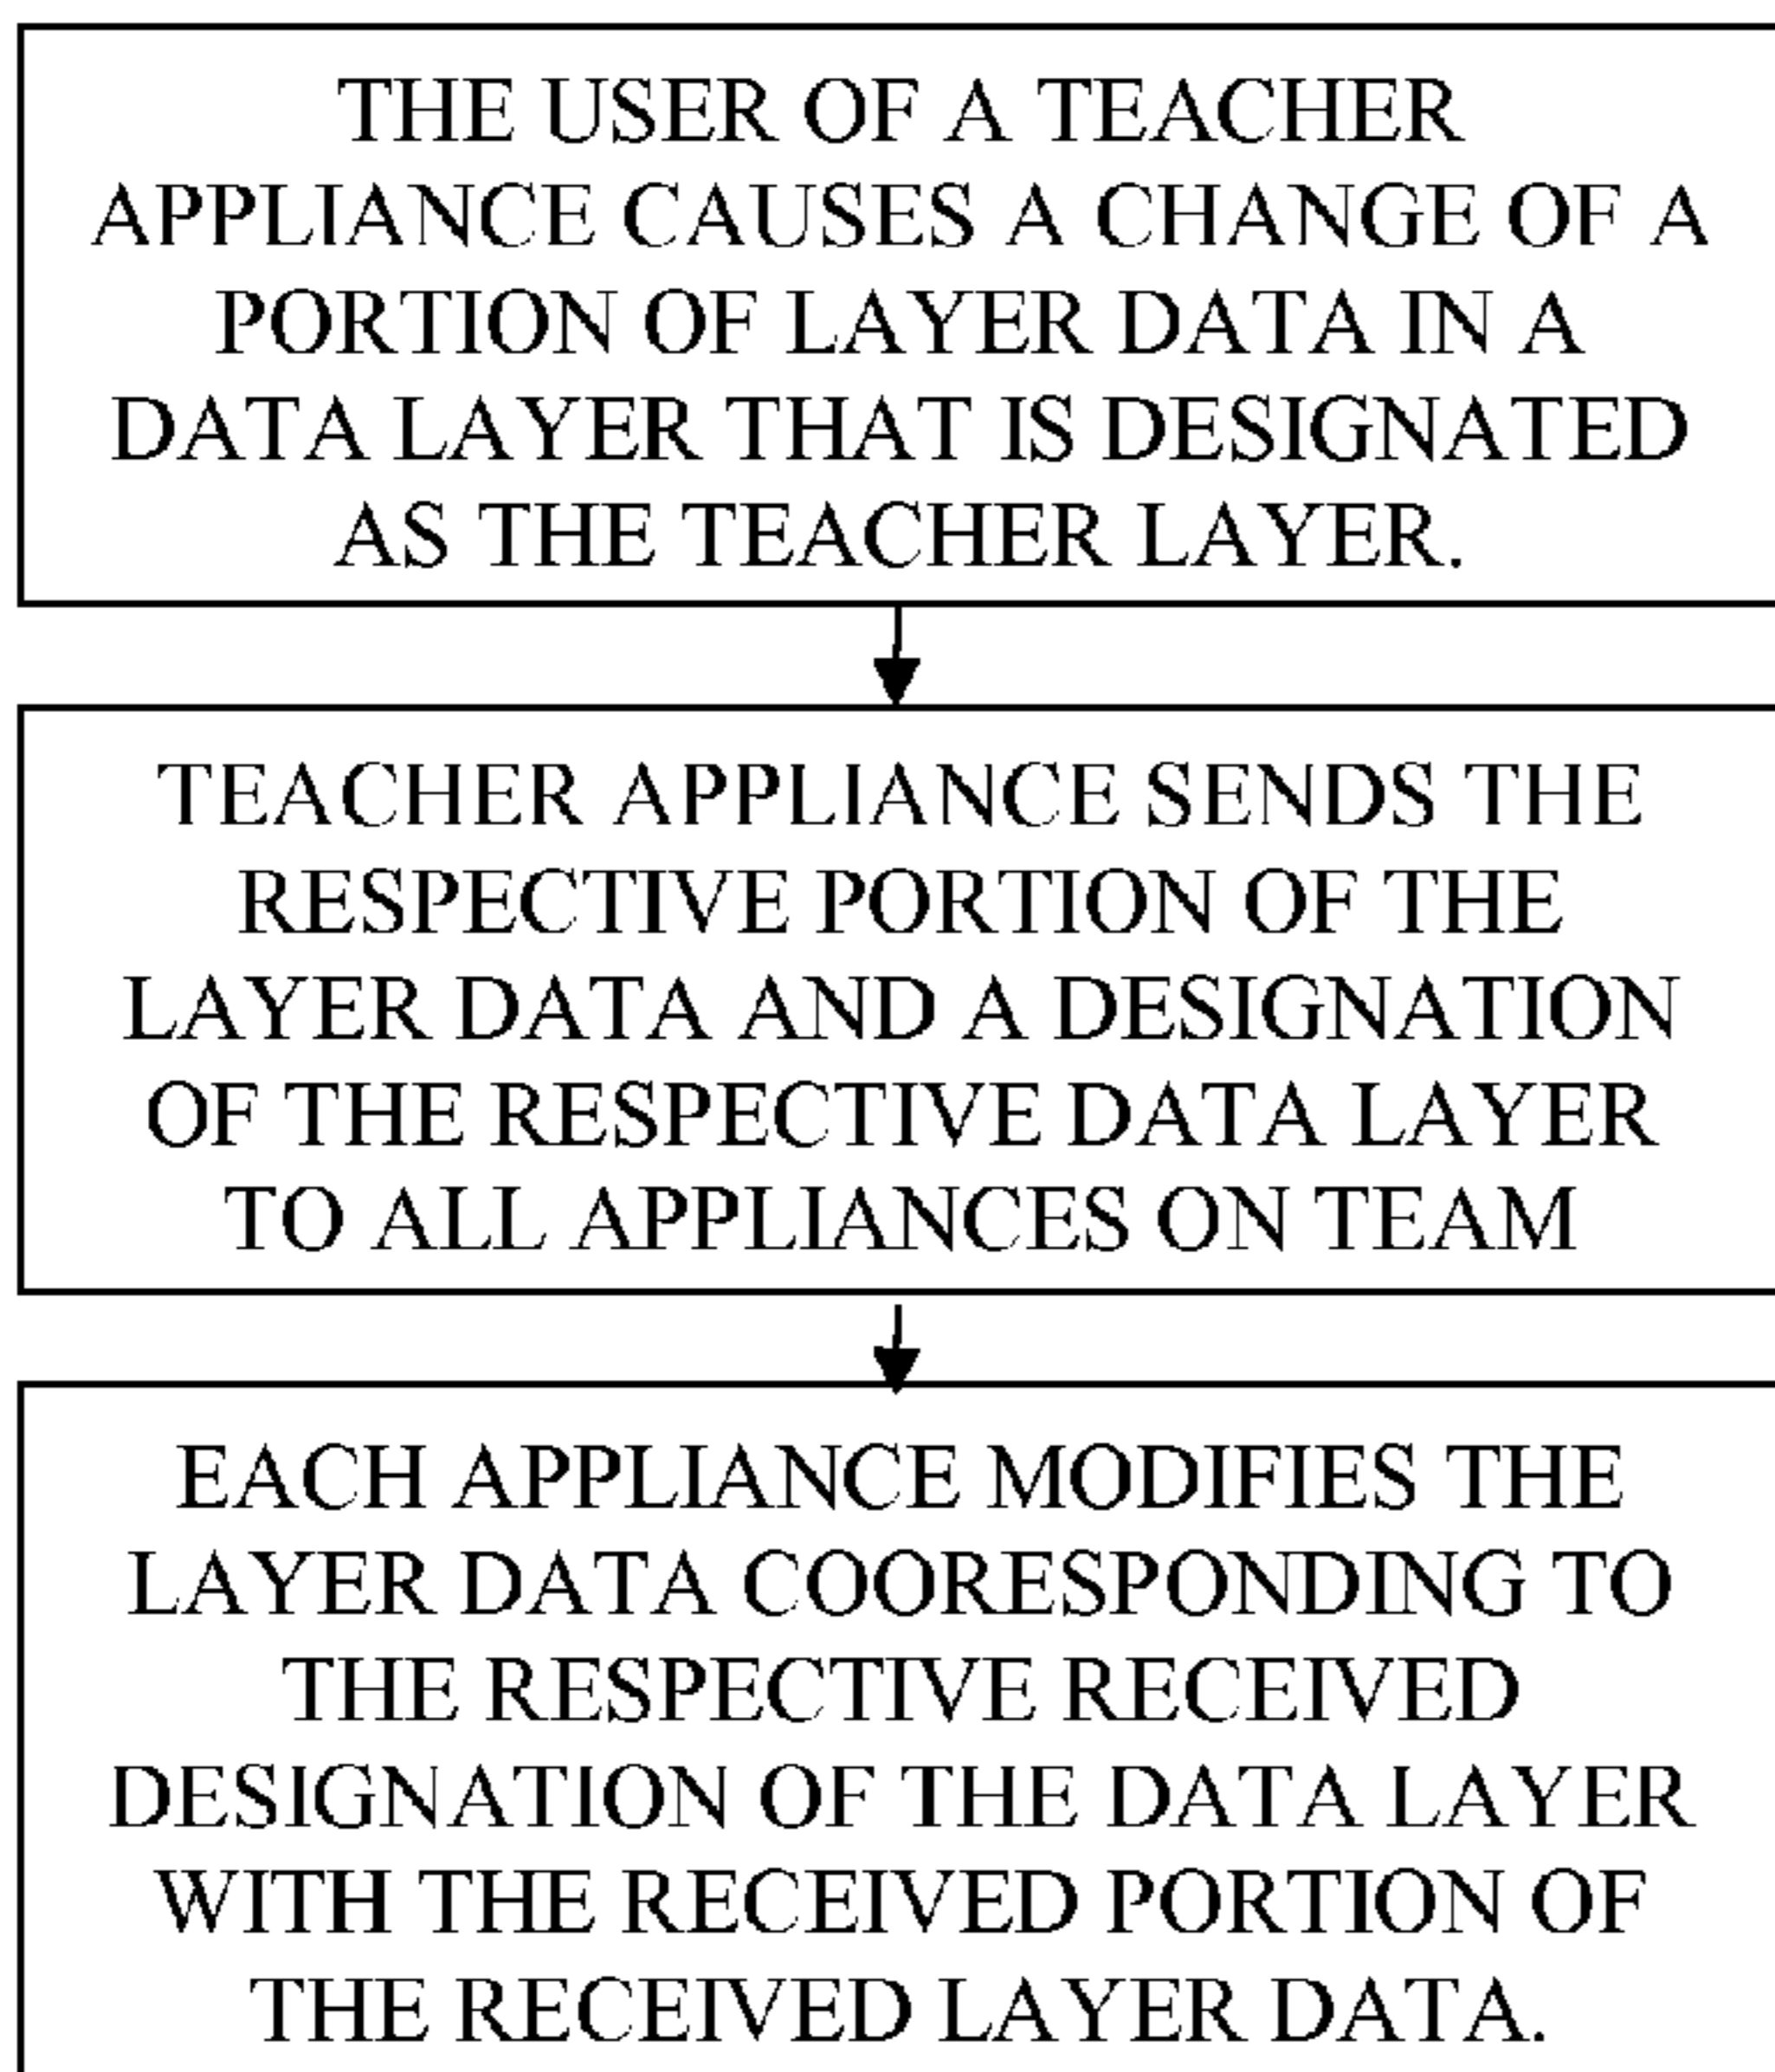 THE USER OF A TEACHER
APPLIANCE CAUSES A CHANGE OF A
PORTION OF LAYER DATA IN A
DATA LAYER THAT IS DESIGNATED
AS THE TEACHER LAYER.
TEACHER APPLIANCE SENDS THE
RESPECTIVE PORTION OF THE
LAYER DATA AND A DESIGNATION
OF THE RESPECTIVE DATA LAYER
TO ALL APPLIANCES ON TEAM
EACH APPLIANCE MODIFIES THE
LAYER DATA COORESPONDING TO
THE RESPECTIVE RECEIVED
DESIGNATION OF THE DATA LAYER
WITH THE RECEIVED PORTION OF
THE RECEIVED LAYER DATA.